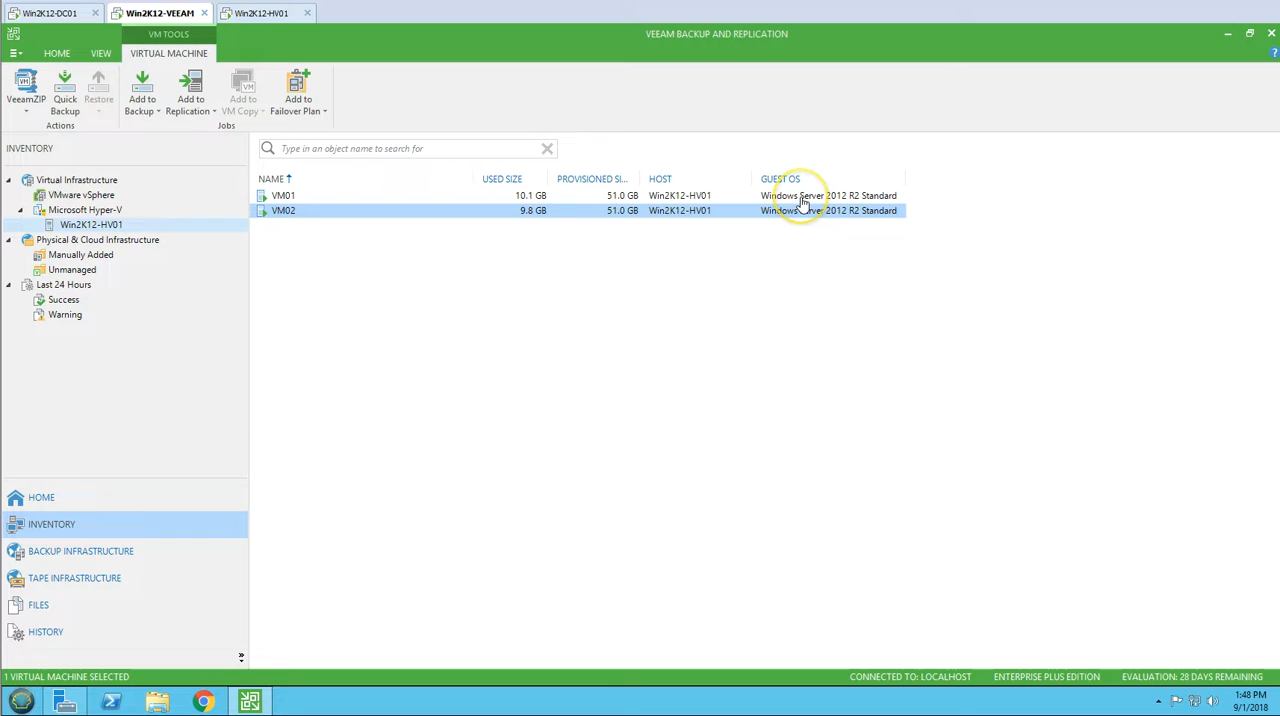 Win2K12-DC01
Win2K12-VEEAM
Win2K12-HV01
VM TOOLS
VEEAM BACKUP AND REPLICATION
HOME
VIEW
VIRTUAL MACHINE
VeeamZIP
Quick Backup
Restore
Add to Backup
Add to Replication
Add to VM Copy
Add to Failover Plan
Actions
Jobs
INVENTORY
Type in an object name to search for
Virtual Infrastructure
VMware vSphere
Microsoft Hyper-V
Win2K12-HV01
Physical & Cloud Infrastructure
Manually Added
Unmanaged
Last 24 Hours
Success
Warning
NAME USED SIZE PROVISIONED SI... HOST GUEST OS
VM01 10.1 GB 51.0 GB Win2K12-HV01 Windows Server 2012 R2 Standard
VM02 9.8 GB 51.0 GB Win2K12-HV01 Windows Server 2012 R2 Standard
HOME
INVENTORY
BACKUP INFRASTRUCTURE
TAPE INFRASTRUCTURE
FILES
HISTORY
1 VIRTUAL MACHINE SELECTED
CONNECTED TO: LOCALHOST
ENTERPRISE PLUS EDITION
EVALUATION: 28 DAYS REMAINING
1:48 PM
9/1/2018